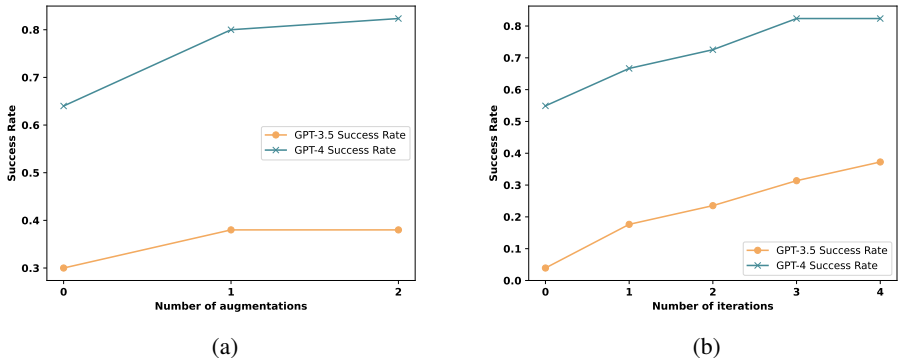 0.8
0.7
0.6
0.5
0.4
0.3
Success Rate
GPT-3.5 Success Rate
GPT-4 Success Rate
0
1
2
Number of augmentations
(a)
0.8
0.7
0.6
0.5
0.4
0.3
0.2
0.1
0.0
Success Rate
GPT-3.5 Success Rate
GPT-4 Success Rate
0
1
2
3
4
Number of iterations
(b)